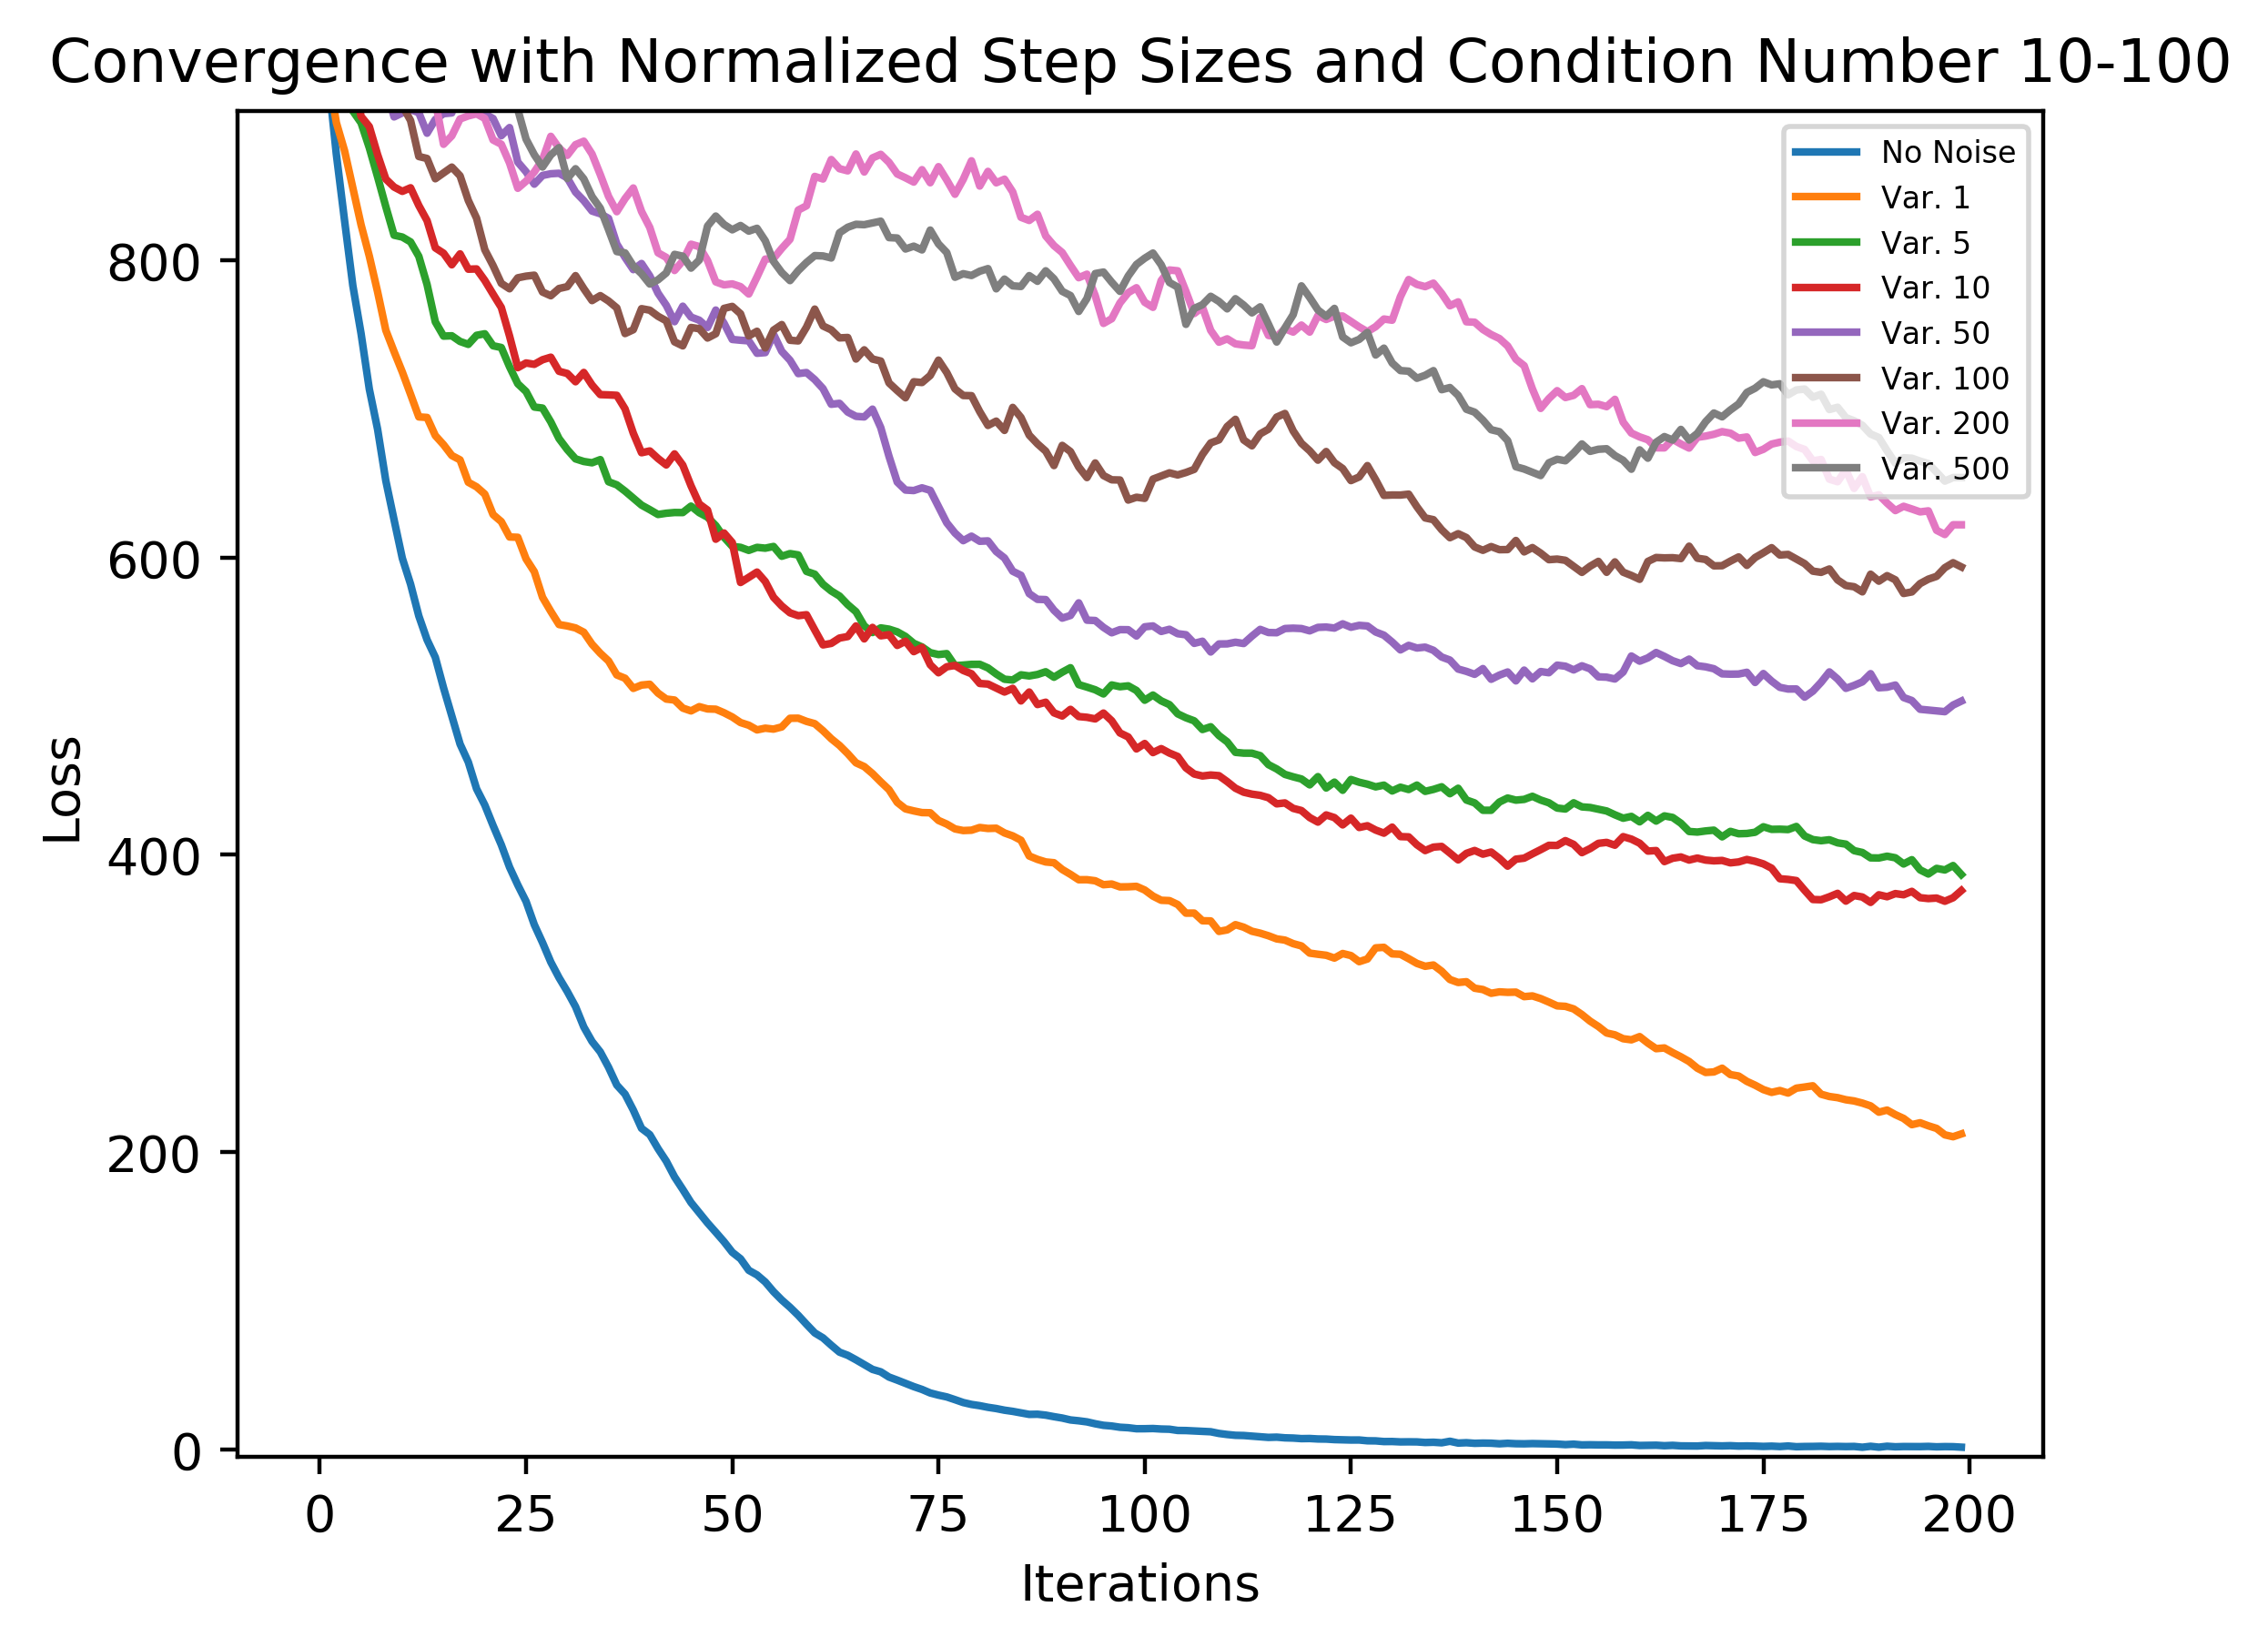 Convergence with Normalized Step Sizes and Condition Number 10-100
No Noise
Var. 1
Var. 5
Var. 10
Var. 50
Var. 100
Var. 200
Var. 500
800
600
400
200
0
Loss
0 25 50 75 100 125 150 175 200
Iterations